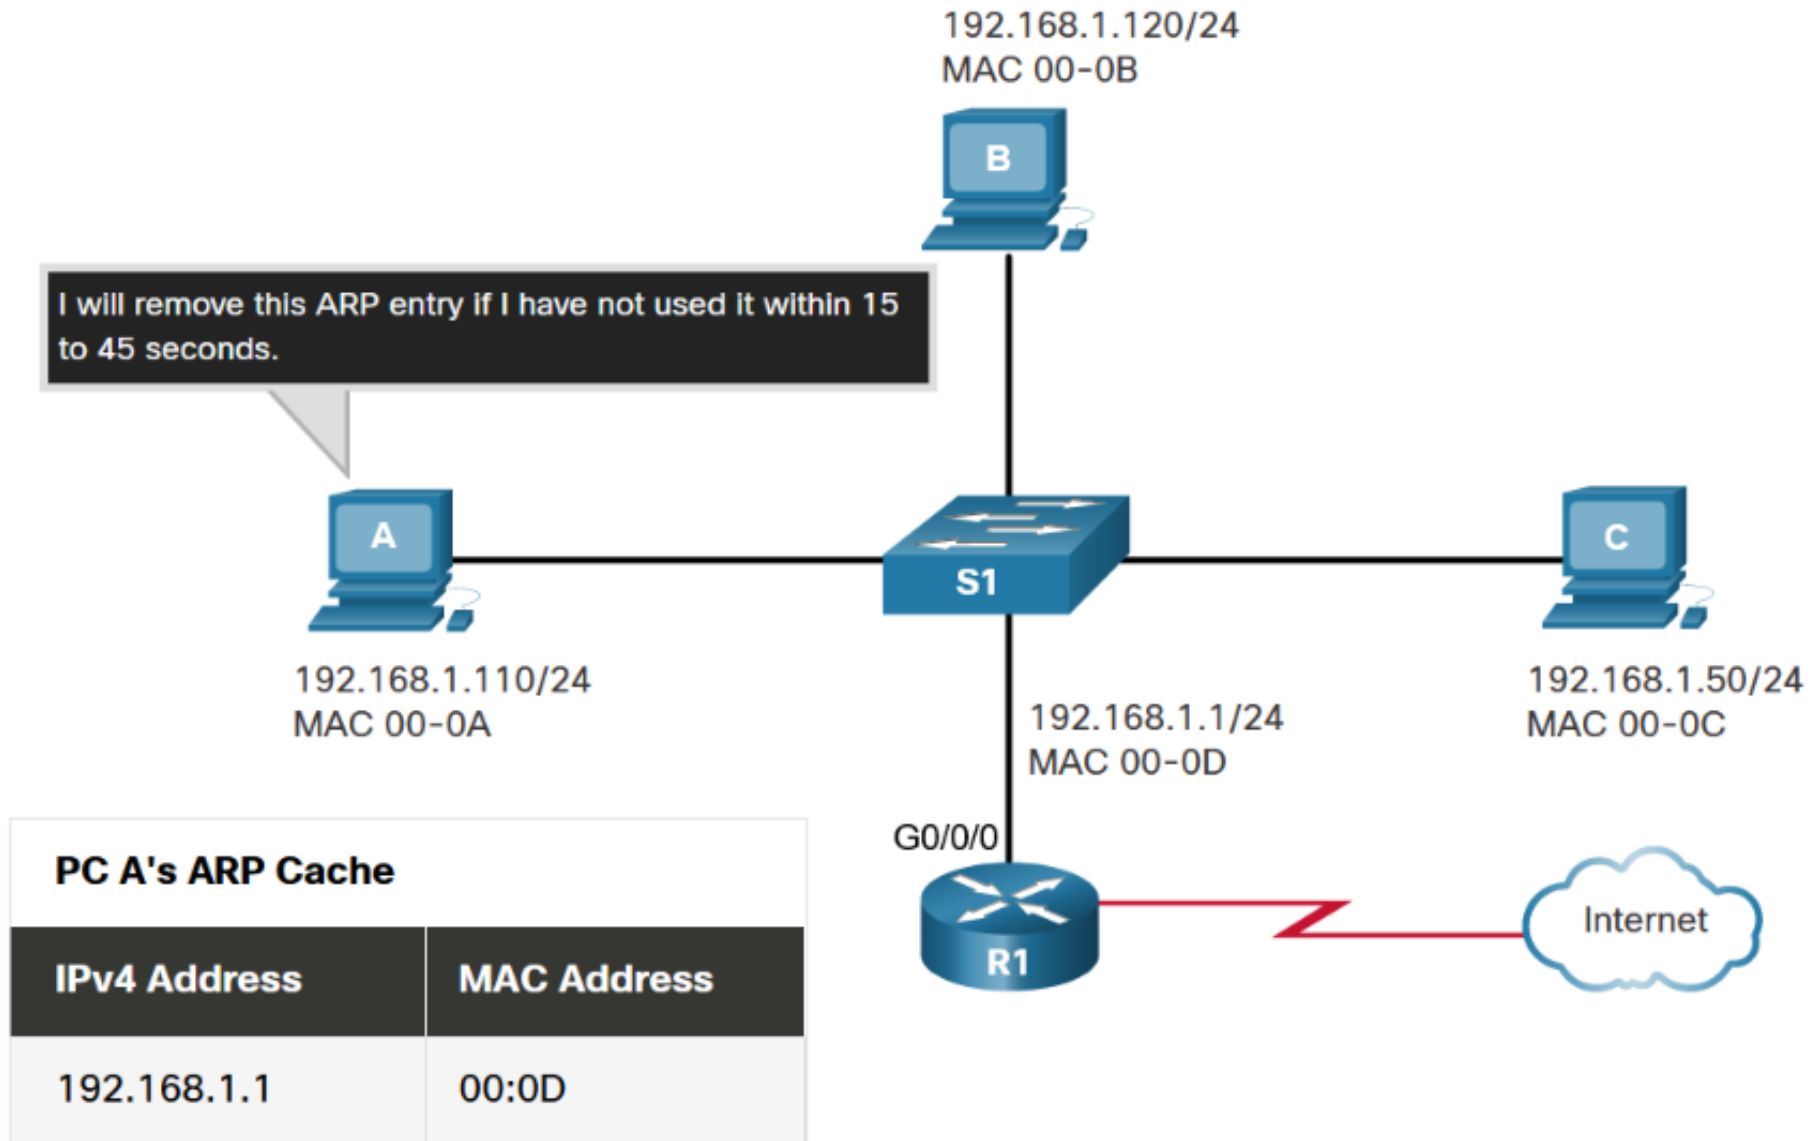 192.168.1.120/24
MAC 00-0B
B
I will remove this ARP entry if I have not used it within 15
to 45 seconds.
A
S1
C
192.168.1.110/24
MAC 00-0A
192.168.1.1/24
MAC 00-0D
192.168.1.50/24
MAC 00-0C
G0/0/0
R1
Internet
PC A's ARP Cache
IPv4 Address MAC Address
192.168.1.1 00:0D